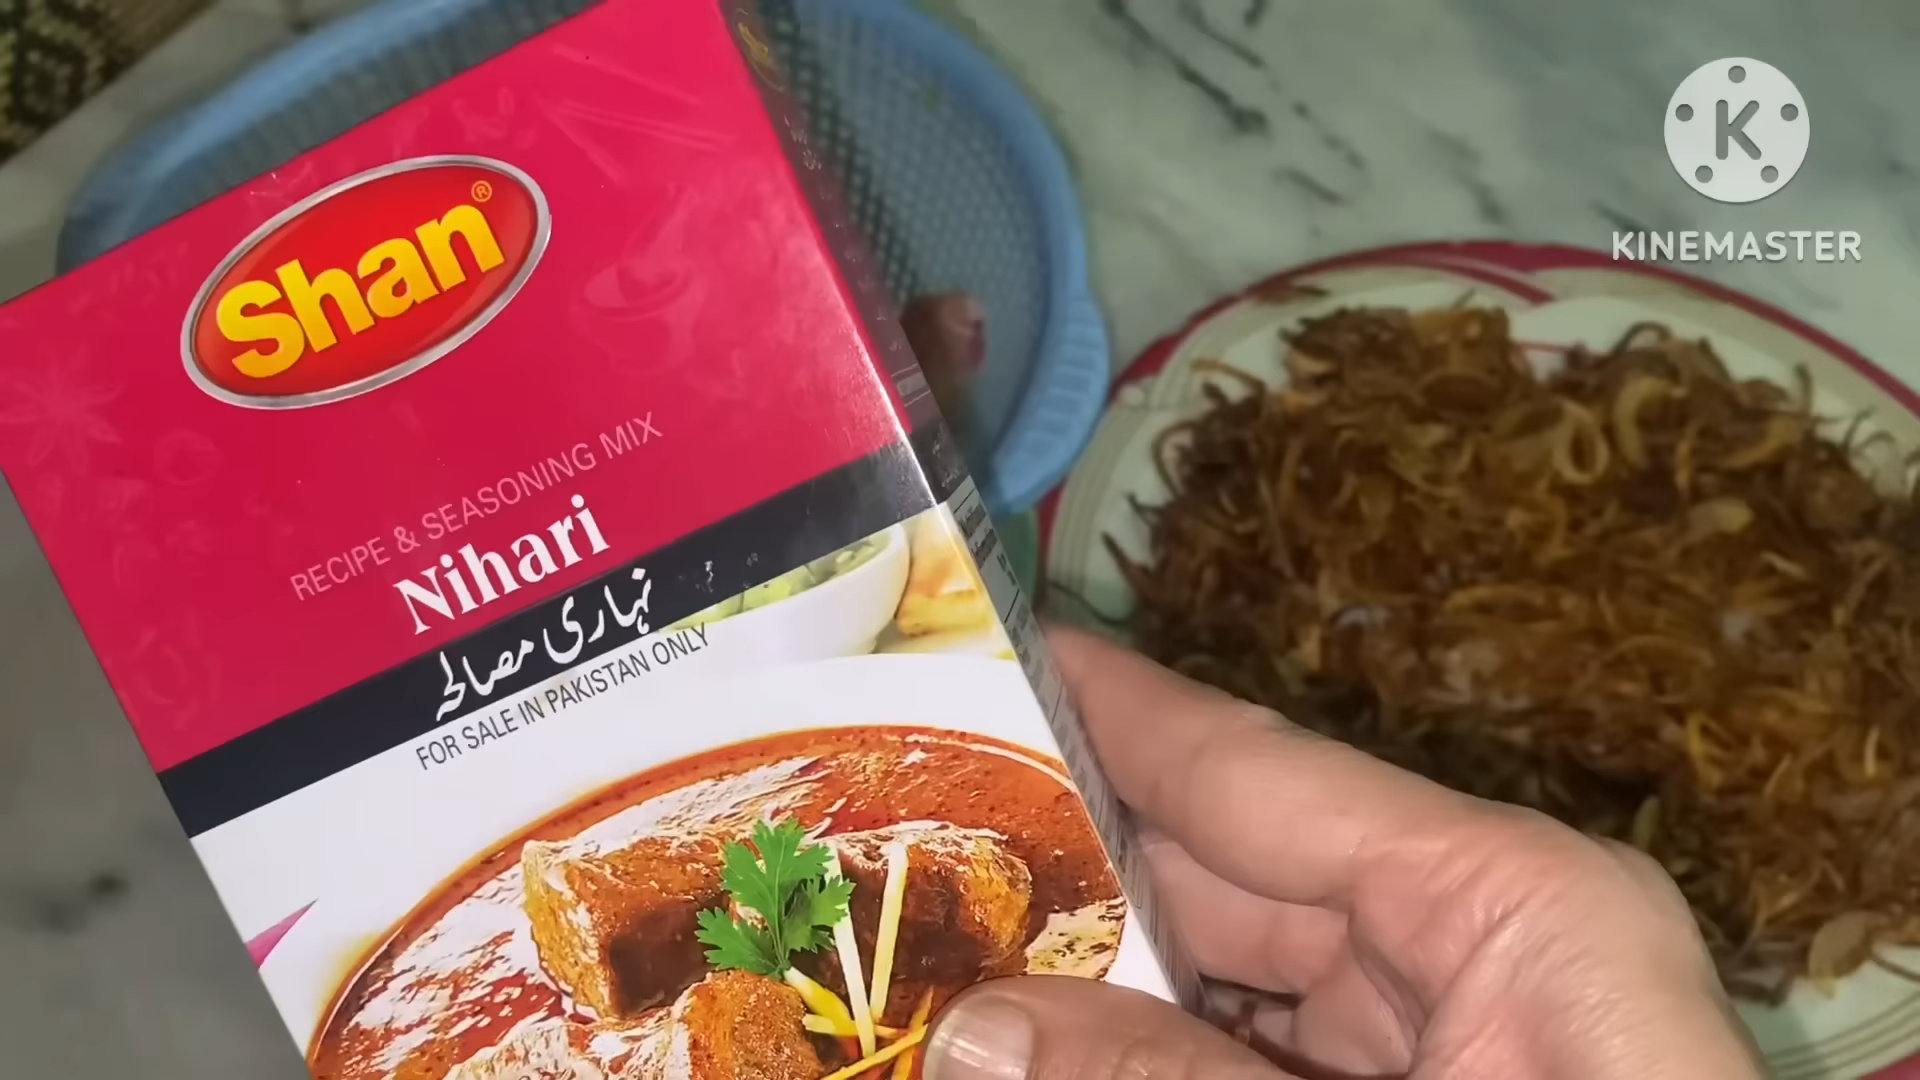 Shan®
RECIPE & SEASONING MIX
Nihari
نہاری مصالحہ
FOR SALE IN PAKISTAN ONLY
K
KINEMASTER